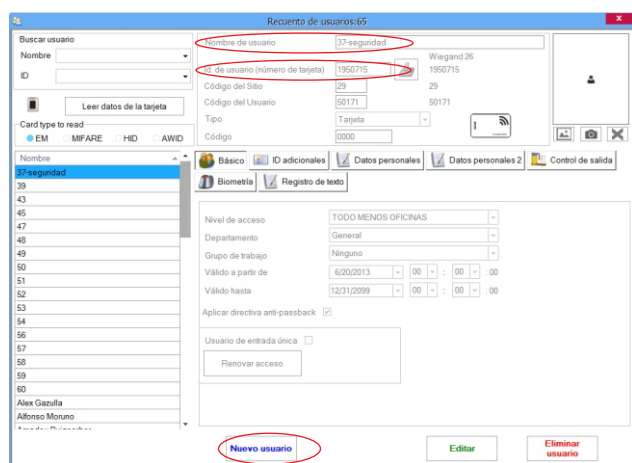 Recuento de usuarios:65
x
Buscar usuario
Nombre
ID
Leer datos de la tarjeta
Card type to read
EM MIFARE HID AWID
Nombre de usuario 37-seguridad
Wiegand 26
Id. de usuario (número de tarjeta) 1950715 1950715
Código del Sitio 29 29
Código del Usuario 50171 50171
Tipo Tarjeta
Código 0000
Nombre
37-seguridad
39
43
45
47
48
49
50
51
52
53
54
56
57
58
59
60
Alex Gazulla
Alfonso Moruno
Básico ID adicionales Datos personales Datos personales 2 Control de salida
Biometría Registro de texto
Nivel de acceso TODO MENOS OFICINAS
Departamento General
Grupo de trabajo Ninguno
Válido a partir de 6/20/2013 00 : 00 :00
Válido hasta 12/31/2099 00 : 00 :00
Aplicar directiva anti-passback
Usuario de entrada única
Renovar acceso
Nuevo usuario
Editar
Eliminar
usuario